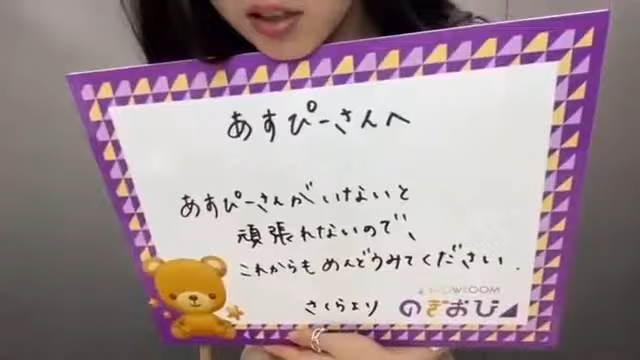 あすぴーさんへ
あすぴーさんがいないと
頑張れないので、
これからもめんどうみてください.
さくらより
SHOWROOM
のぎおび